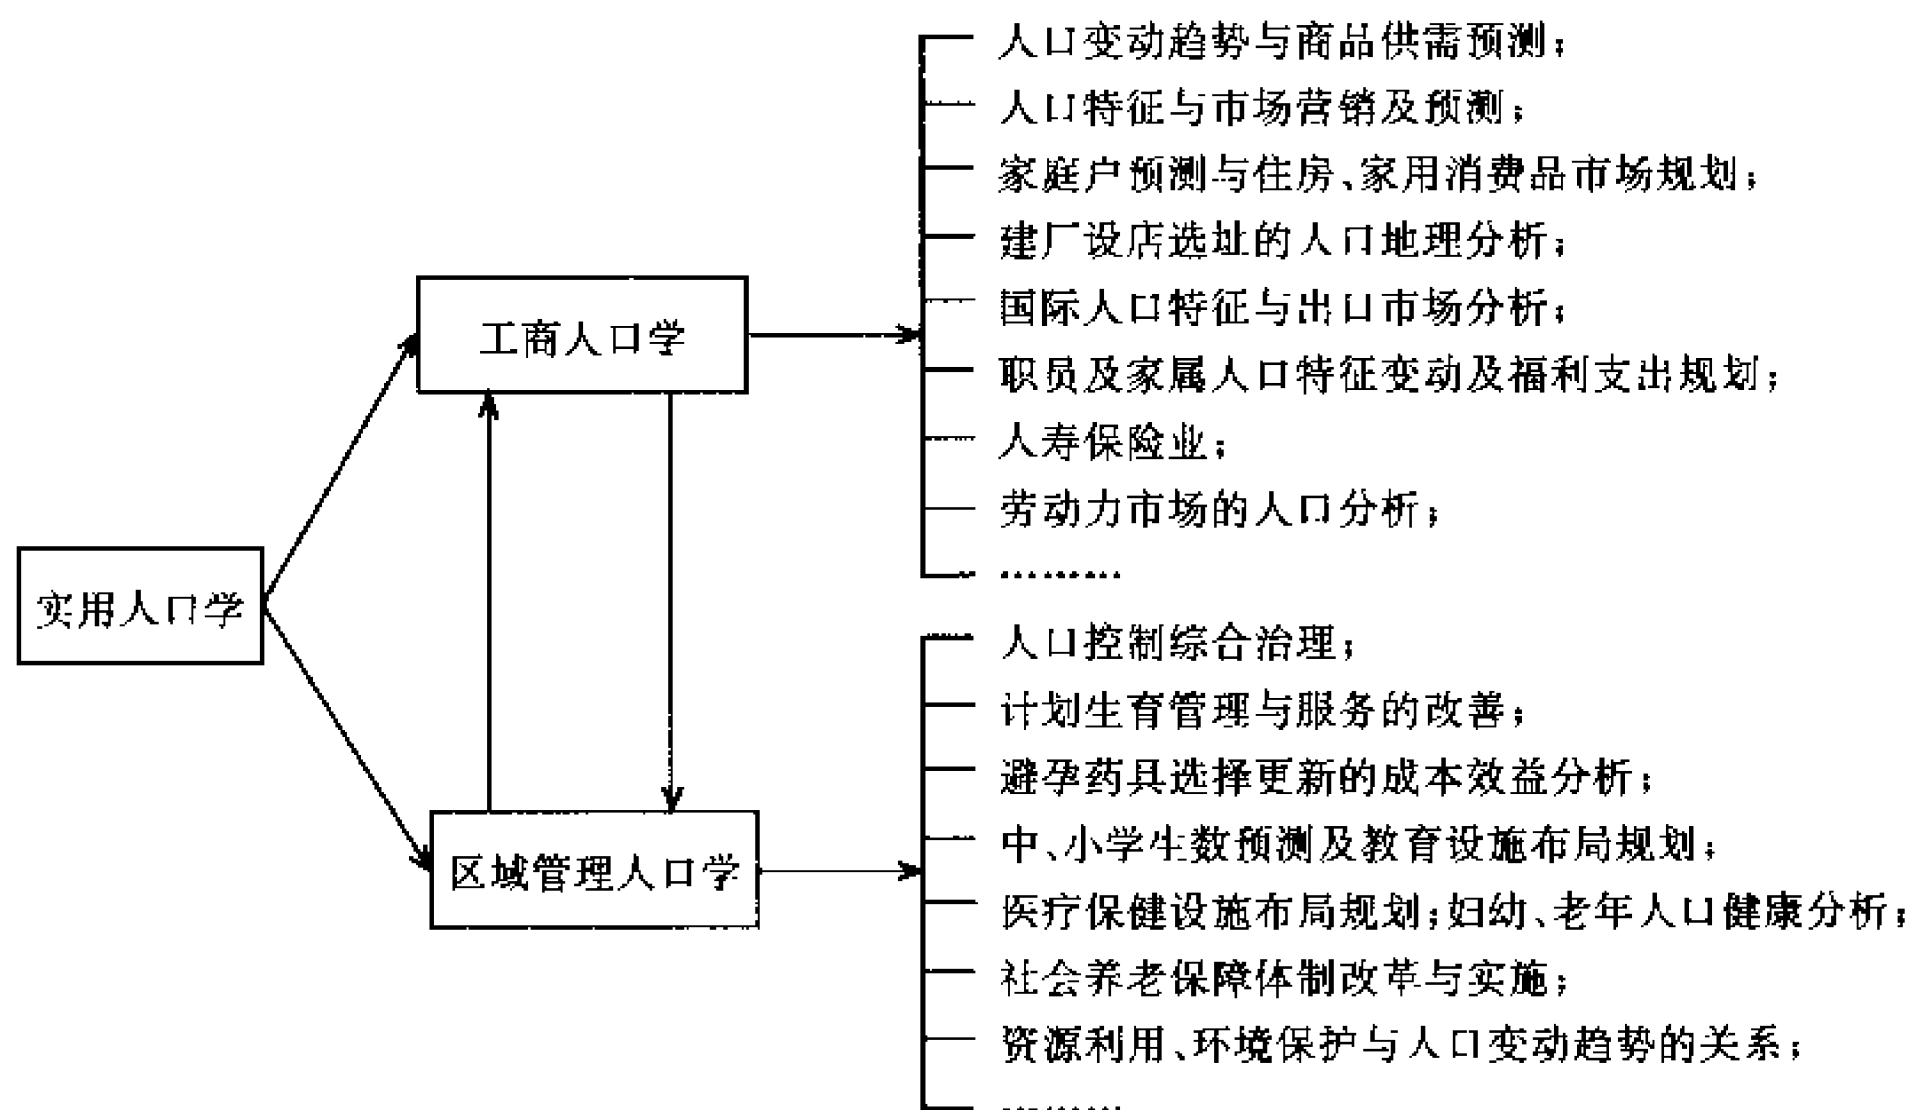 人口变动趋势与商品供需预测；
人口特征与市场营销及预测；
家庭户预测与住房、家用消费品市场规划；
建厂设店选址的人口地理分析；
工商人口学
国际人口特征与出口市场分析；
职员及家属人口特征变动及福利支出规划；
人寿保险业；
劳动力市场的人口分析；
………
实用人口学
人口控制综合治理；
计划生育管理与服务的改善；
避孕药具选择更新的成本效益分析；
中、小学生数预测及教育设施布局规划；
区域管理人口学
医疗保健设施布局规划；妇幼、老年人口健康分析；
社会养老保障体制改革与实施；
资源利用、环境保护与人口变动趋势的关系；
………